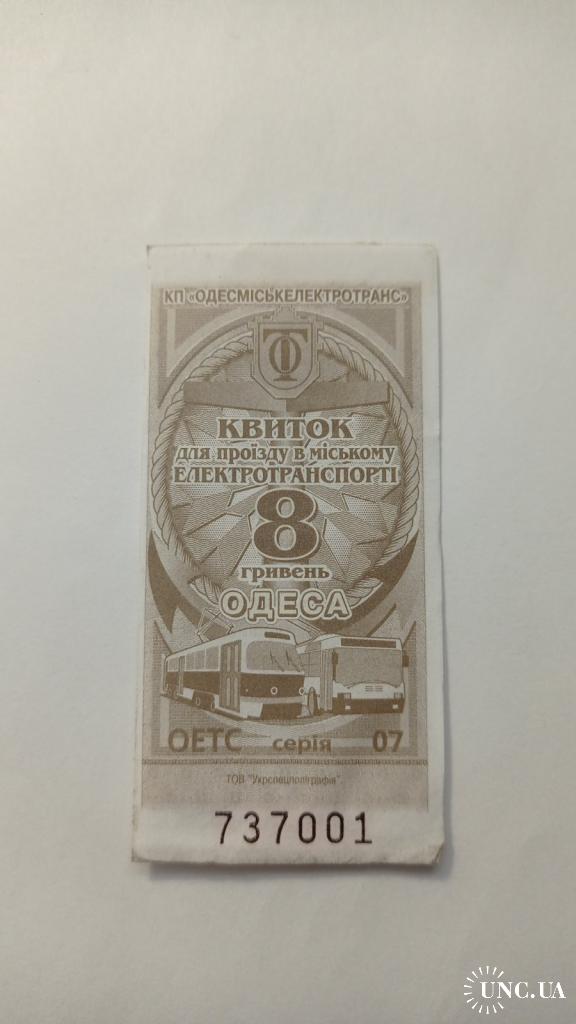 КП «ОДЕСМІСЬКЕЛЕКТРОТРАНС»
КВИТОК
для проїзду в міському
ЕЛЕКТРОТРАНСПОРТІ
8
гривень
ОДЕСА
ОЕТС серія 07
ТОВ "Укрспецполіграфія"
737001
UNC.UA